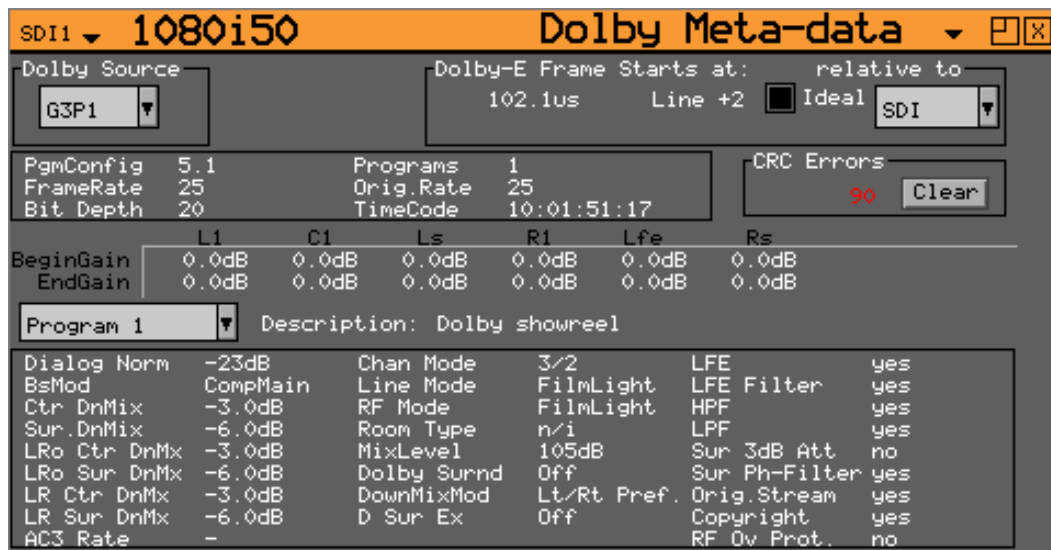 SDI1 1080i50 Dolby Meta-data
Dolby Source Dolby-E Frame Starts at: relative to
G3P1 102.1us Line +2 Ideal SDI
PgmConfig 5.1 Programs 1 CRC Errors
FrameRate 25 Orig.Rate 25 90 Clear
Bit Depth 20 TimeCode 10:01:51:17
L1 C1 Ls R1 Lfe Rs
BeginGain 0.0dB 0.0dB 0.0dB 0.0dB 0.0dB 0.0dB
EndGain 0.0dB 0.0dB 0.0dB 0.0dB 0.0dB 0.0dB
Program 1 Description: Dolby showreel
Dialog Norm -23dB Chan Mode 3/2 LFE yes
BsMod CompMain Line Mode FilmLight LFE Filter yes
Ctr DnMix -3.0dB RF Mode FilmLight HPF yes
Sur.DnMix -6.0dB Room Type n/i LPF yes
LRo Ctr DnMx -3.0dB MixLevel 105dB Sur 3dB Att no
LRo Sur DnMx -6.0dB Dolby Surnd Off Sur Ph-Filter yes
LR Ctr DnMx -3.0dB DownMixMod Lt/Rt Pref. Orig.Stream yes
LR Sur DnMx -6.0dB D Sur Ex Off Copyright yes
AC3 Rate - RF Ov Prot. no